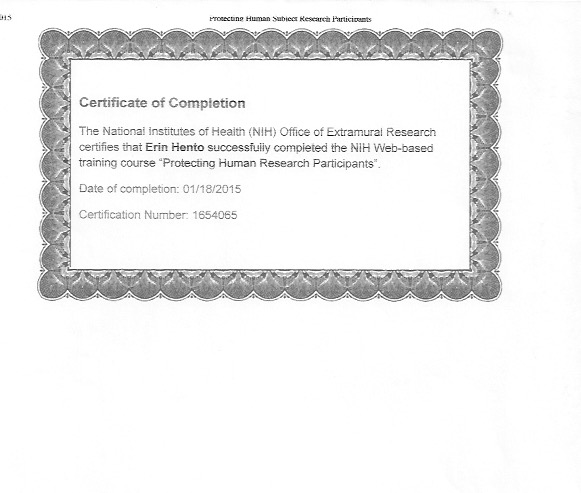 015 Protecting Human Subject Research Participants
Certificate of Completion
The National Institutes of Health (NIH) Office of Extramural Research
certifies that Erin Hento successfully completed the NIH Web-based
training course “Protecting Human Research Participants”.
Date of completion: 01/18/2015
Certification Number: 1654065